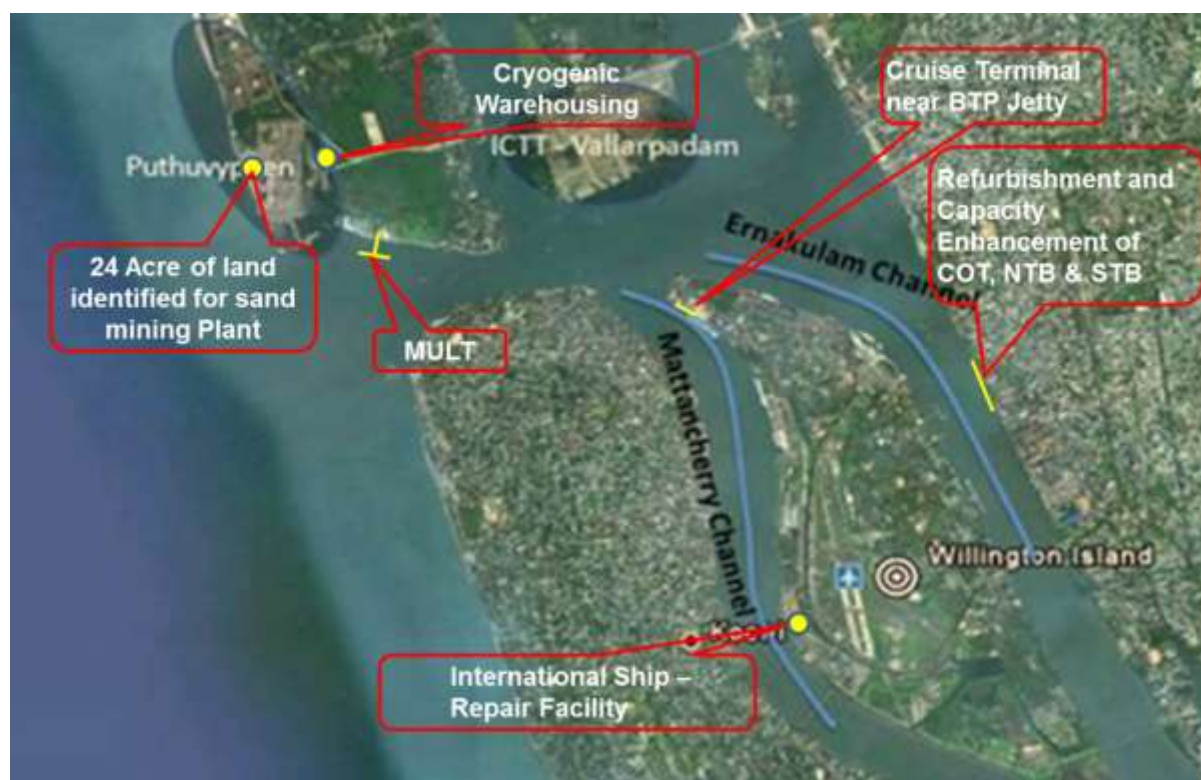 Cryogenic
Warehousing
Cruise Terminal
near BTP Jetty
ICTT - Vallarpadam
Refurbishment and
Capacity
Enhancement of
COT, NTB & STB
24 Acre of land
identified for sand
mining Plant
MULT
Ernakulam Channel
Mattancherry Channel
Willington Island
International Ship –
Repair Facility